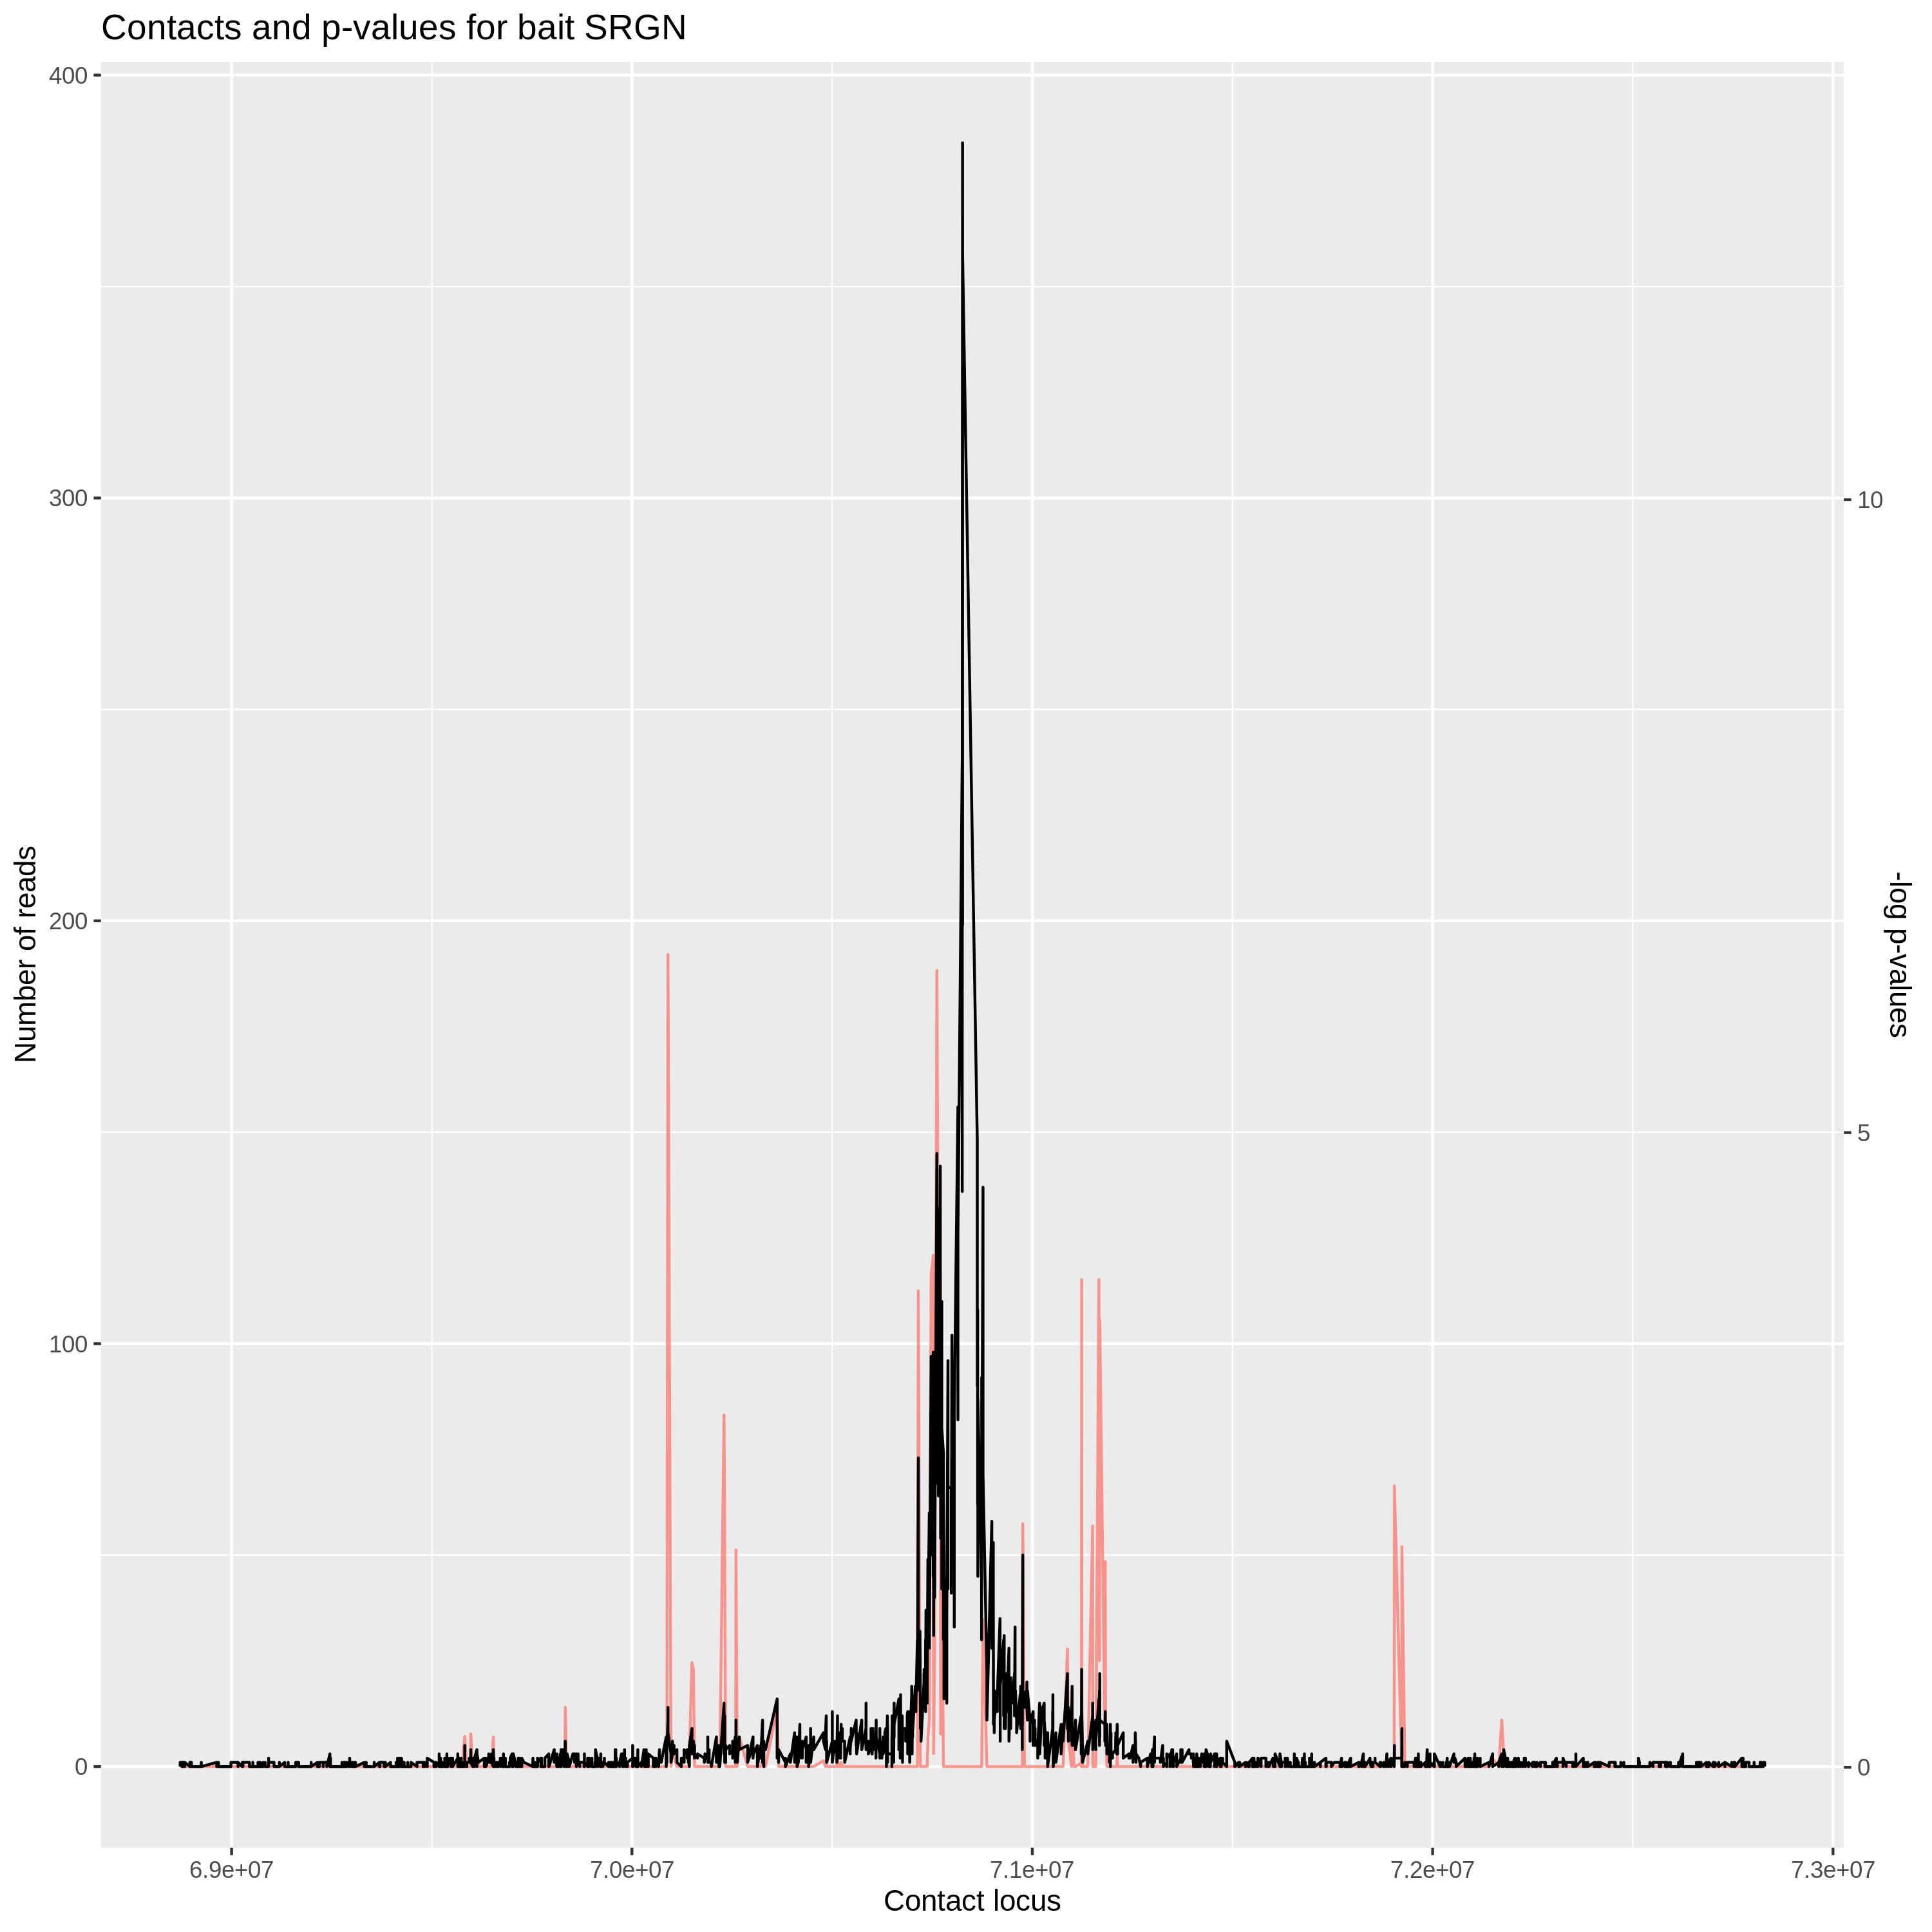 Contacts and p-values for bait SRGN
400
300
200
100
0
Number of reads
10
5
0
-log p-values
6.9e+07
7.0e+07
7.1e+07
7.2e+07
7.3e+07
Contact locus